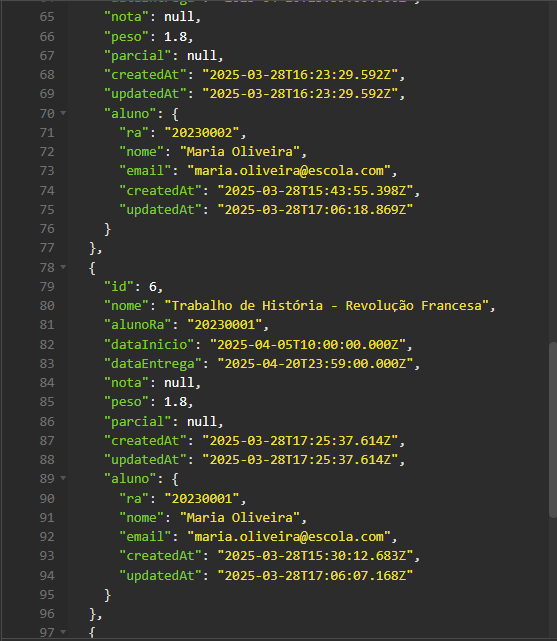 65 "nota": null,
66 "peso": 1.8,
67 "parcial": null,
68 "createdAt": "2025-03-28T16:23:29.592Z",
69 "updatedAt": "2025-03-28T16:23:29.592Z",
70 "aluno": {
71 "ra": "20230002",
72 "nome": "Maria Oliveira",
73 "email": "maria.oliveira@escola.com",
74 "createdAt": "2025-03-28T15:43:55.398Z",
75 "updatedAt": "2025-03-28T17:06:18.869Z"
76 }
77 },
78 {
79 "id": 6,
80 "nome": "Trabalho de História - Revolução Francesa",
81 "alunoRa": "20230001",
82 "dataInicio": "2025-04-05T10:00:00.000Z",
83 "dataEntrega": "2025-04-20T23:59:00.000Z",
84 "nota": null,
85 "peso": 1.8,
86 "parcial": null,
87 "createdAt": "2025-03-28T17:25:37.614Z",
88 "updatedAt": "2025-03-28T17:25:37.614Z",
89 "aluno": {
90 "ra": "20230001",
91 "nome": "Maria Oliveira",
92 "email": "maria.oliveira@escola.com",
93 "createdAt": "2025-03-28T15:30:12.683Z",
94 "updatedAt": "2025-03-28T17:06:07.168Z"
95 }
96 },
97 {